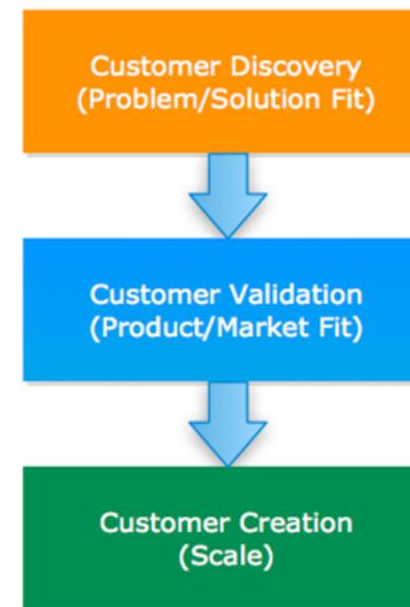 Customer Discovery
(Problem/Solution Fit)
Customer Validation
(Product/Market Fit)
Customer Creation
(Scale)